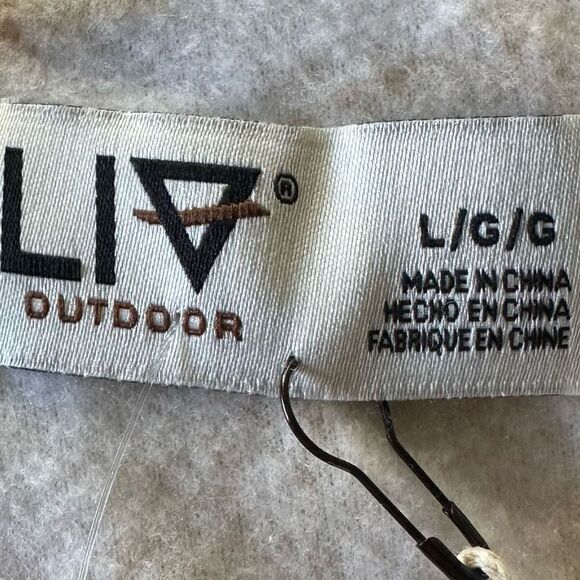 LIV®
OUTDOOR
L/G/G
MADE IN CHINA
HECHO EN CHINA
FABRIQUE EN CHINE